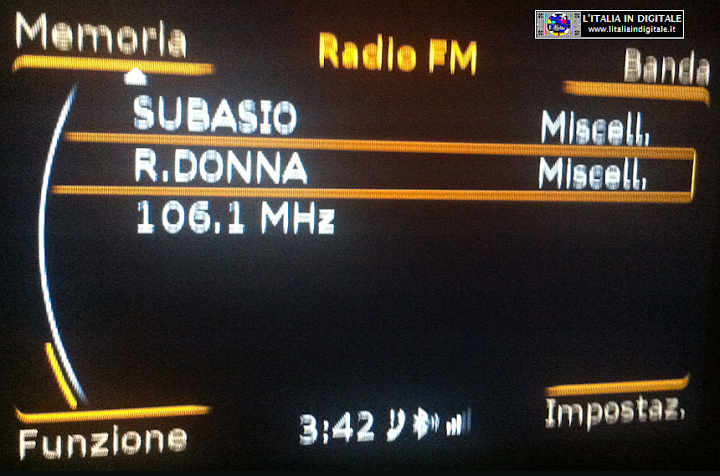 L'ITALIA IN DIGITALE
www.litaliaindigitale.it
Memoria
Radio FM
Banda
SUBASIO Miscell.
R.DONNA Miscell.
106.1 MHz
3:42
Funzione
Impostaz.